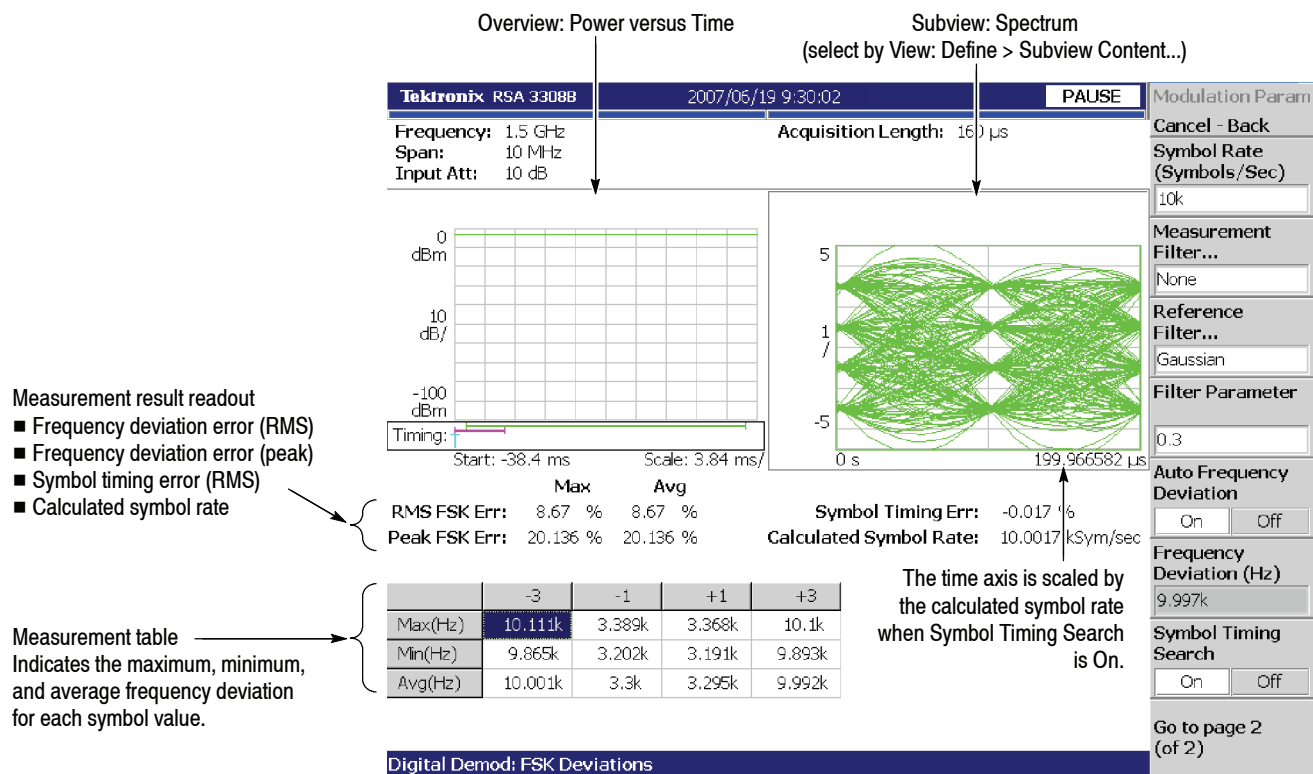 Overview: Power versus Time
Subview: Spectrum
(select by View: Define > Subview Content...)
Tektronix RSA 3308B
2007/06/19 9:30:02
PAUSE
Frequency: 1.5 GHz
Span: 10 MHz
Input Att: 10 dB
Acquisition Length: 160 µs
0
dBm
10
dB/
-100
dBm
Timing:
Start: -38.4 ms
Scale: 3.84 ms/
5
1
/
-5
0 s
199.966582 µs
Max Avg
RMS FSK Err: 8.67 % 8.67 %
Peak FSK Err: 20.136 % 20.136 %
Symbol Timing Err: -0.017 %
Calculated Symbol Rate: 10.0017 kSym/sec
Measurement result readout
■ Frequency deviation error (RMS)
■ Frequency deviation error (peak)
■ Symbol timing error (RMS)
■ Calculated symbol rate
The time axis is scaled by
the calculated symbol rate
when Symbol Timing Search
is On.
-3 -1 +1 +3
Max(Hz) 10.111k 3.389k 3.368k 10.1k
Min(Hz) 9.865k 3.202k 3.191k 9.893k
Avg(Hz) 10.001k 3.3k 3.295k 9.992k
Measurement table
Indicates the maximum, minimum,
and average frequency deviation
for each symbol value.
Digital Demod: FSK Deviations
Modulation Param
Cancel - Back
Symbol Rate
(Symbols/Sec)
10k
Measurement
Filter...
None
Reference
Filter...
Gaussian
Filter Parameter
0.3
Auto Frequency
Deviation
On Off
Frequency
Deviation (Hz)
9.997k
Symbol Timing
Search
On Off
Go to page 2
(of 2)